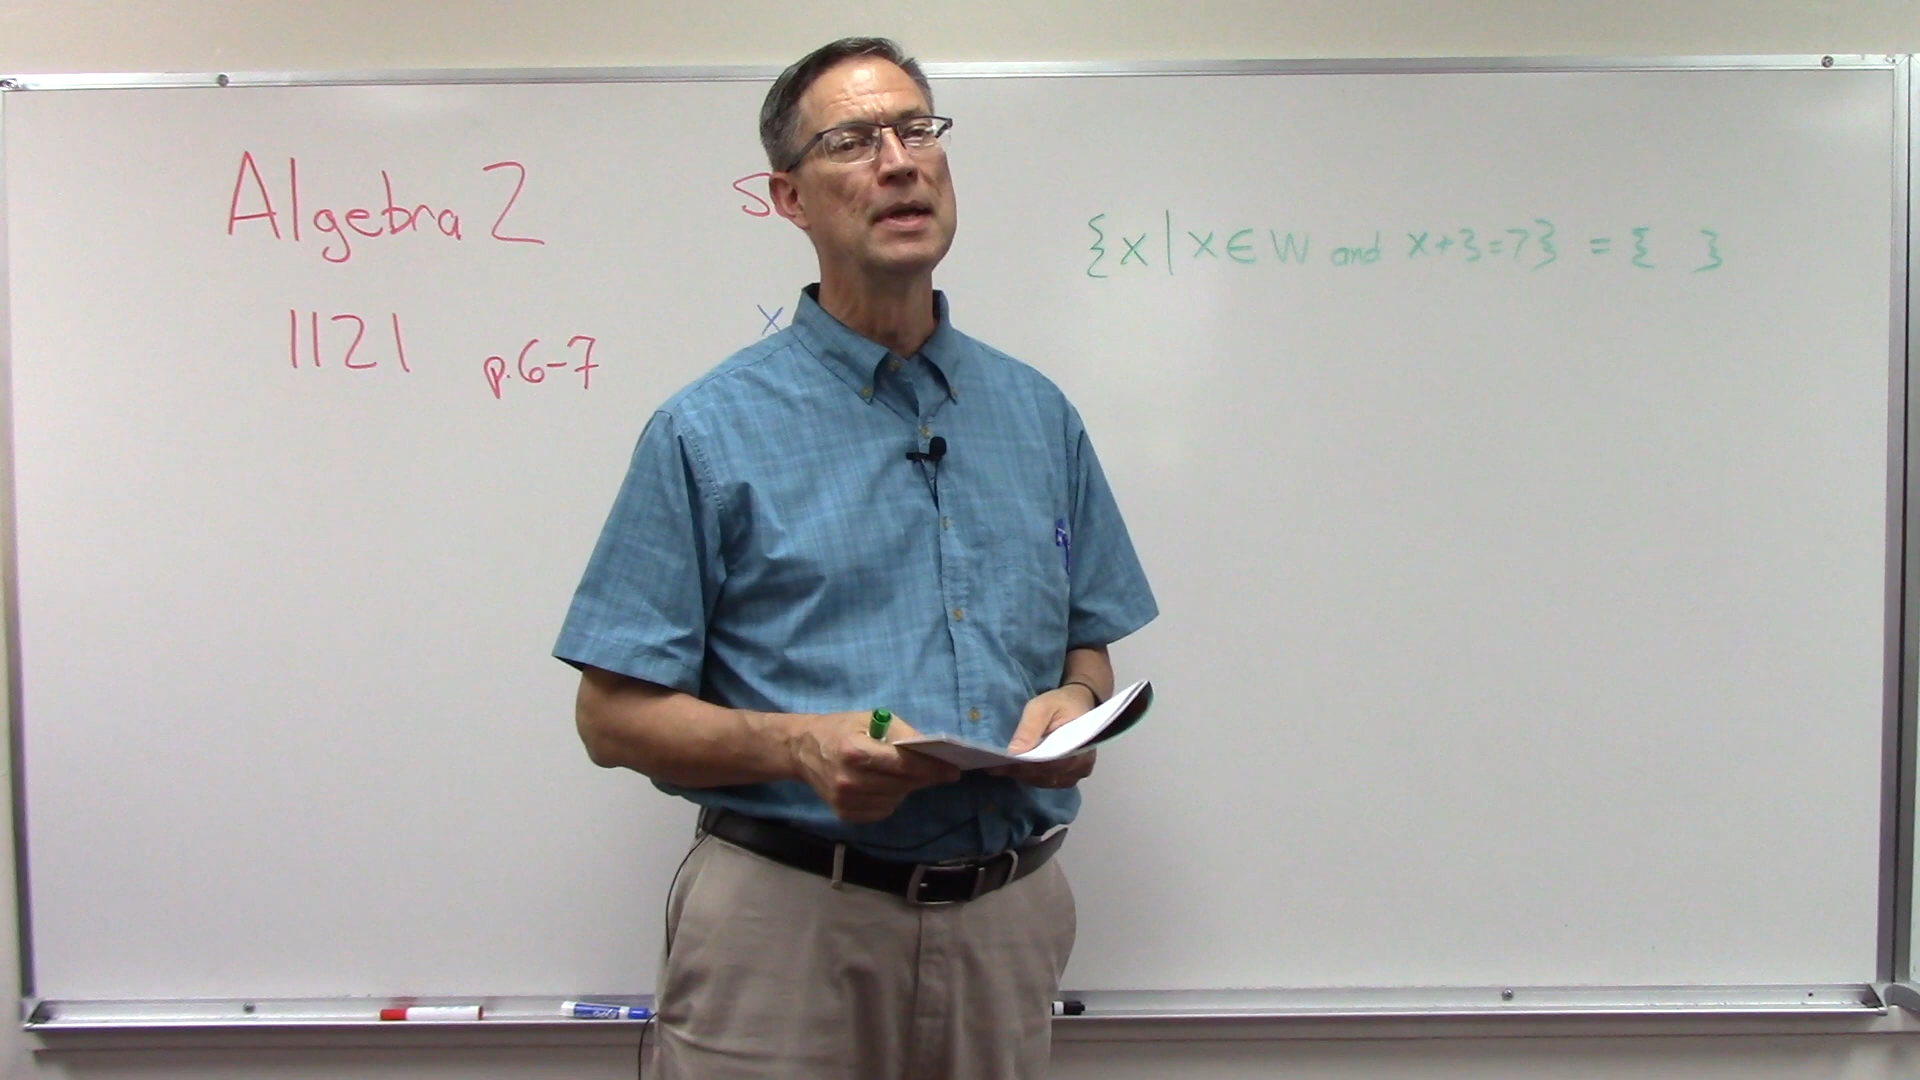 Algebra 2
1121 p.6-7
x
{x | x ∈ W and x+3=7} = { }